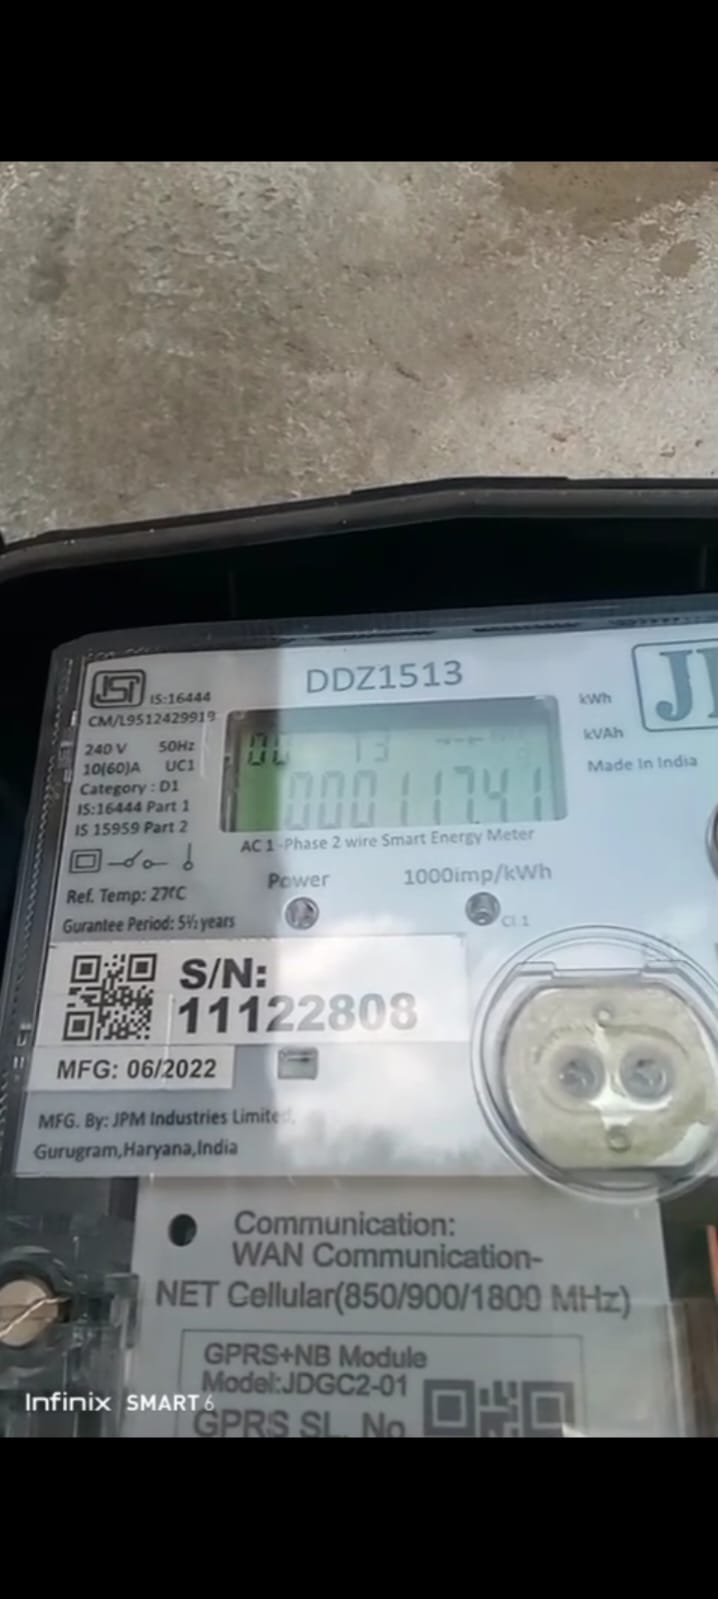 DDZ1513
IS:16444
CM/L9512429919
240 V 50Hz
10(60)A UC1
Category : D1
IS:16444 Part 1
IS 15959 Part 2
00 T3
000117.41
kWh
kVAh
Made In India
AC 1-Phase 2 wire Smart Energy Meter
Power 1000imp/kWh
Cl.1
Ref. Temp: 27°C
Gurantee Period: 5½ years
S/N:
11122808
MFG: 06/2022
MFG. By: JPM Industries Limited,
Gurugram,Haryana,India
Communication:
WAN Communication-
NET Cellular(850/900/1800 MHz)
GPRS+NB Module
Model:JDGC2-01
GPRS SL. No
Infinix SMART 6